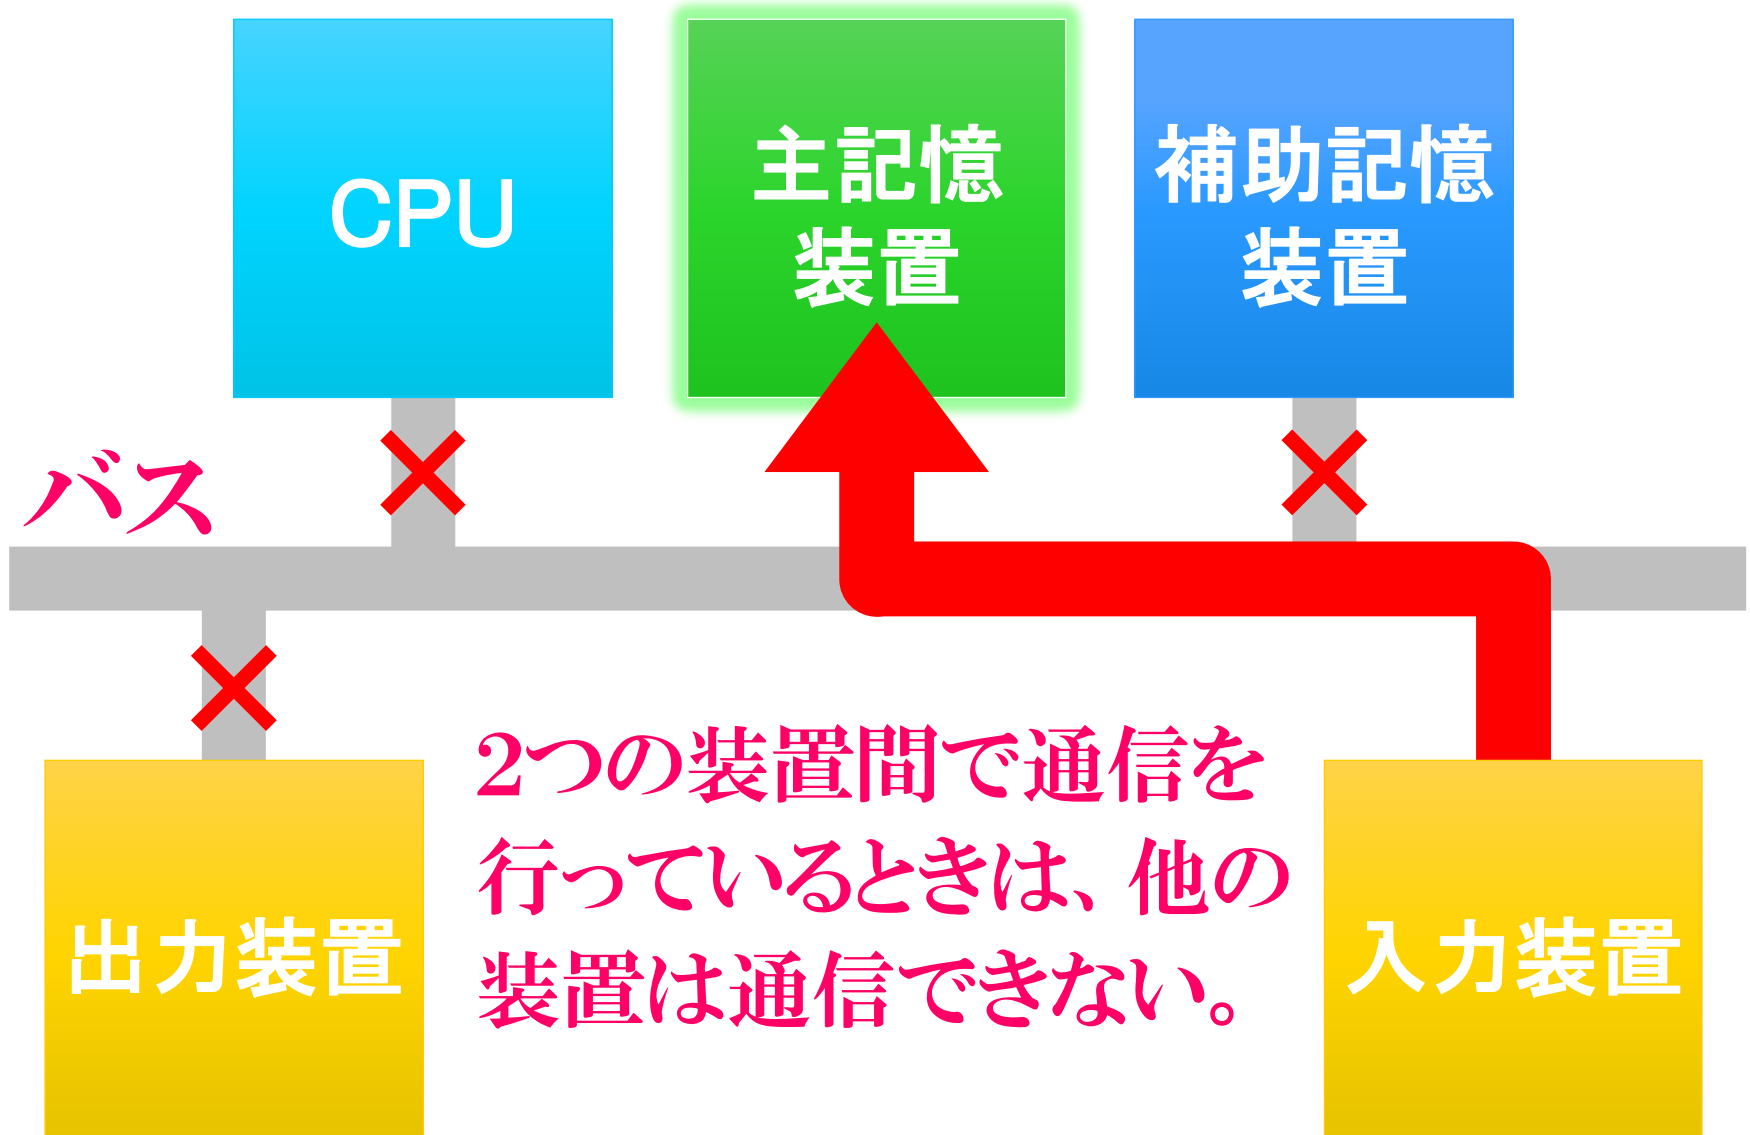 CPU
主記憶
装置
補助記憶
装置
バス
2つの装置間で通信を
行っているときは、他の
装置は通信できない。
出力装置
入力装置